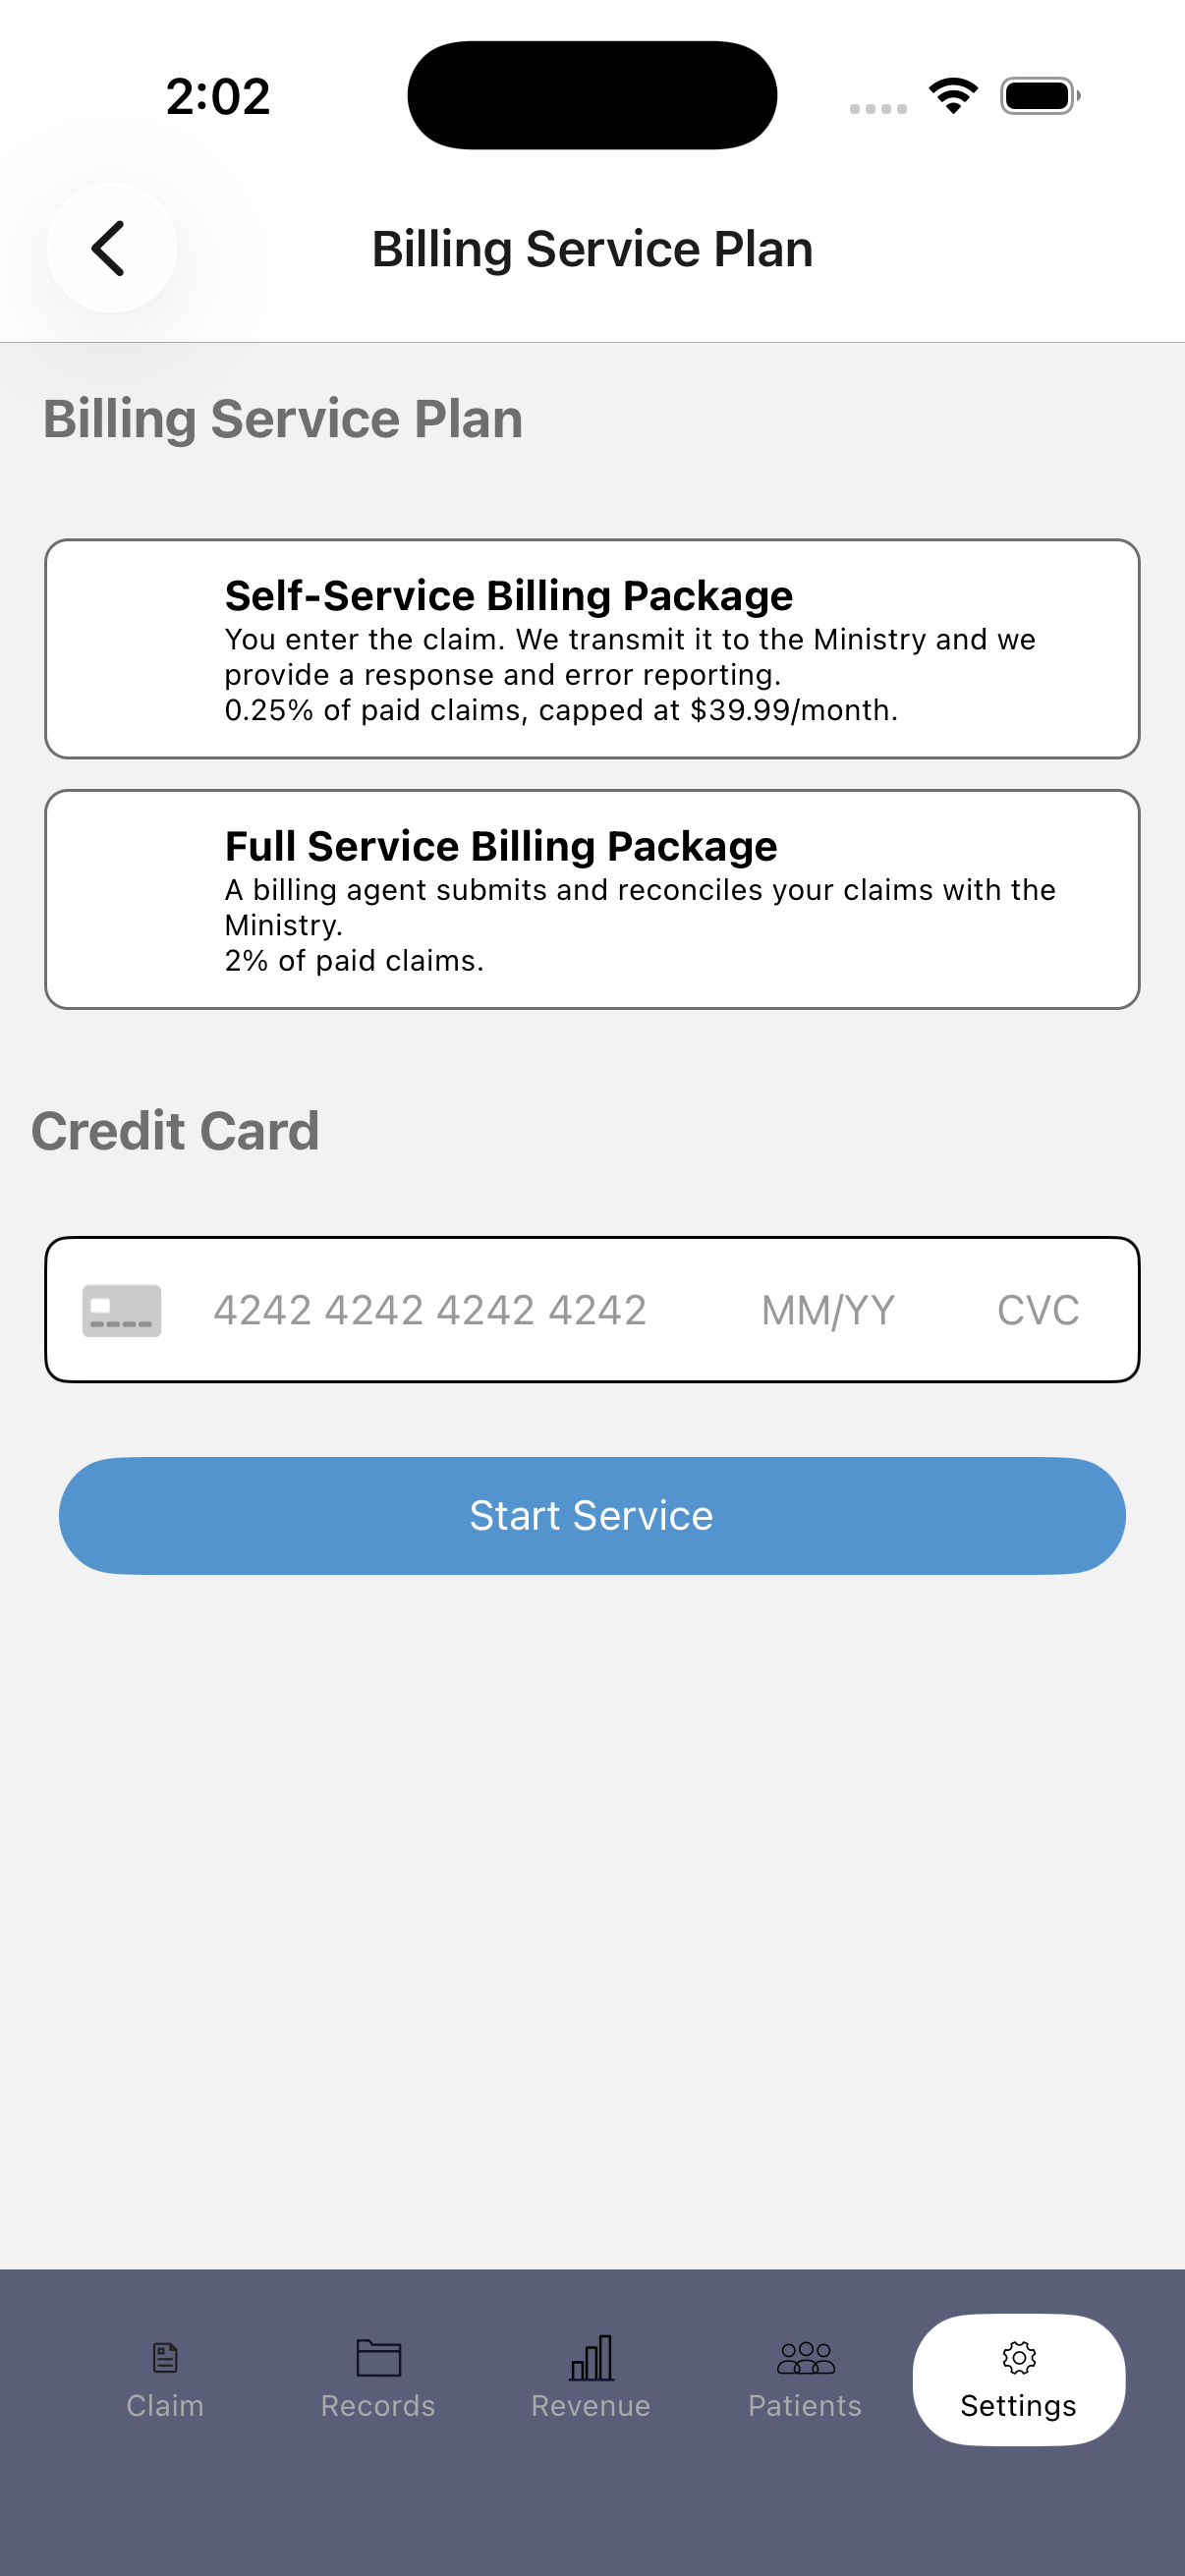 2:02
Billing Service Plan
Billing Service Plan
Self-Service Billing Package
You enter the claim. We transmit it to the Ministry and we
provide a response and error reporting.
0.25% of paid claims, capped at $39.99/month.
Full Service Billing Package
A billing agent submits and reconciles your claims with the
Ministry.
2% of paid claims.
Credit Card
4242 4242 4242 4242 MM/YY CVC
Start Service
Claim Records Revenue Patients Settings